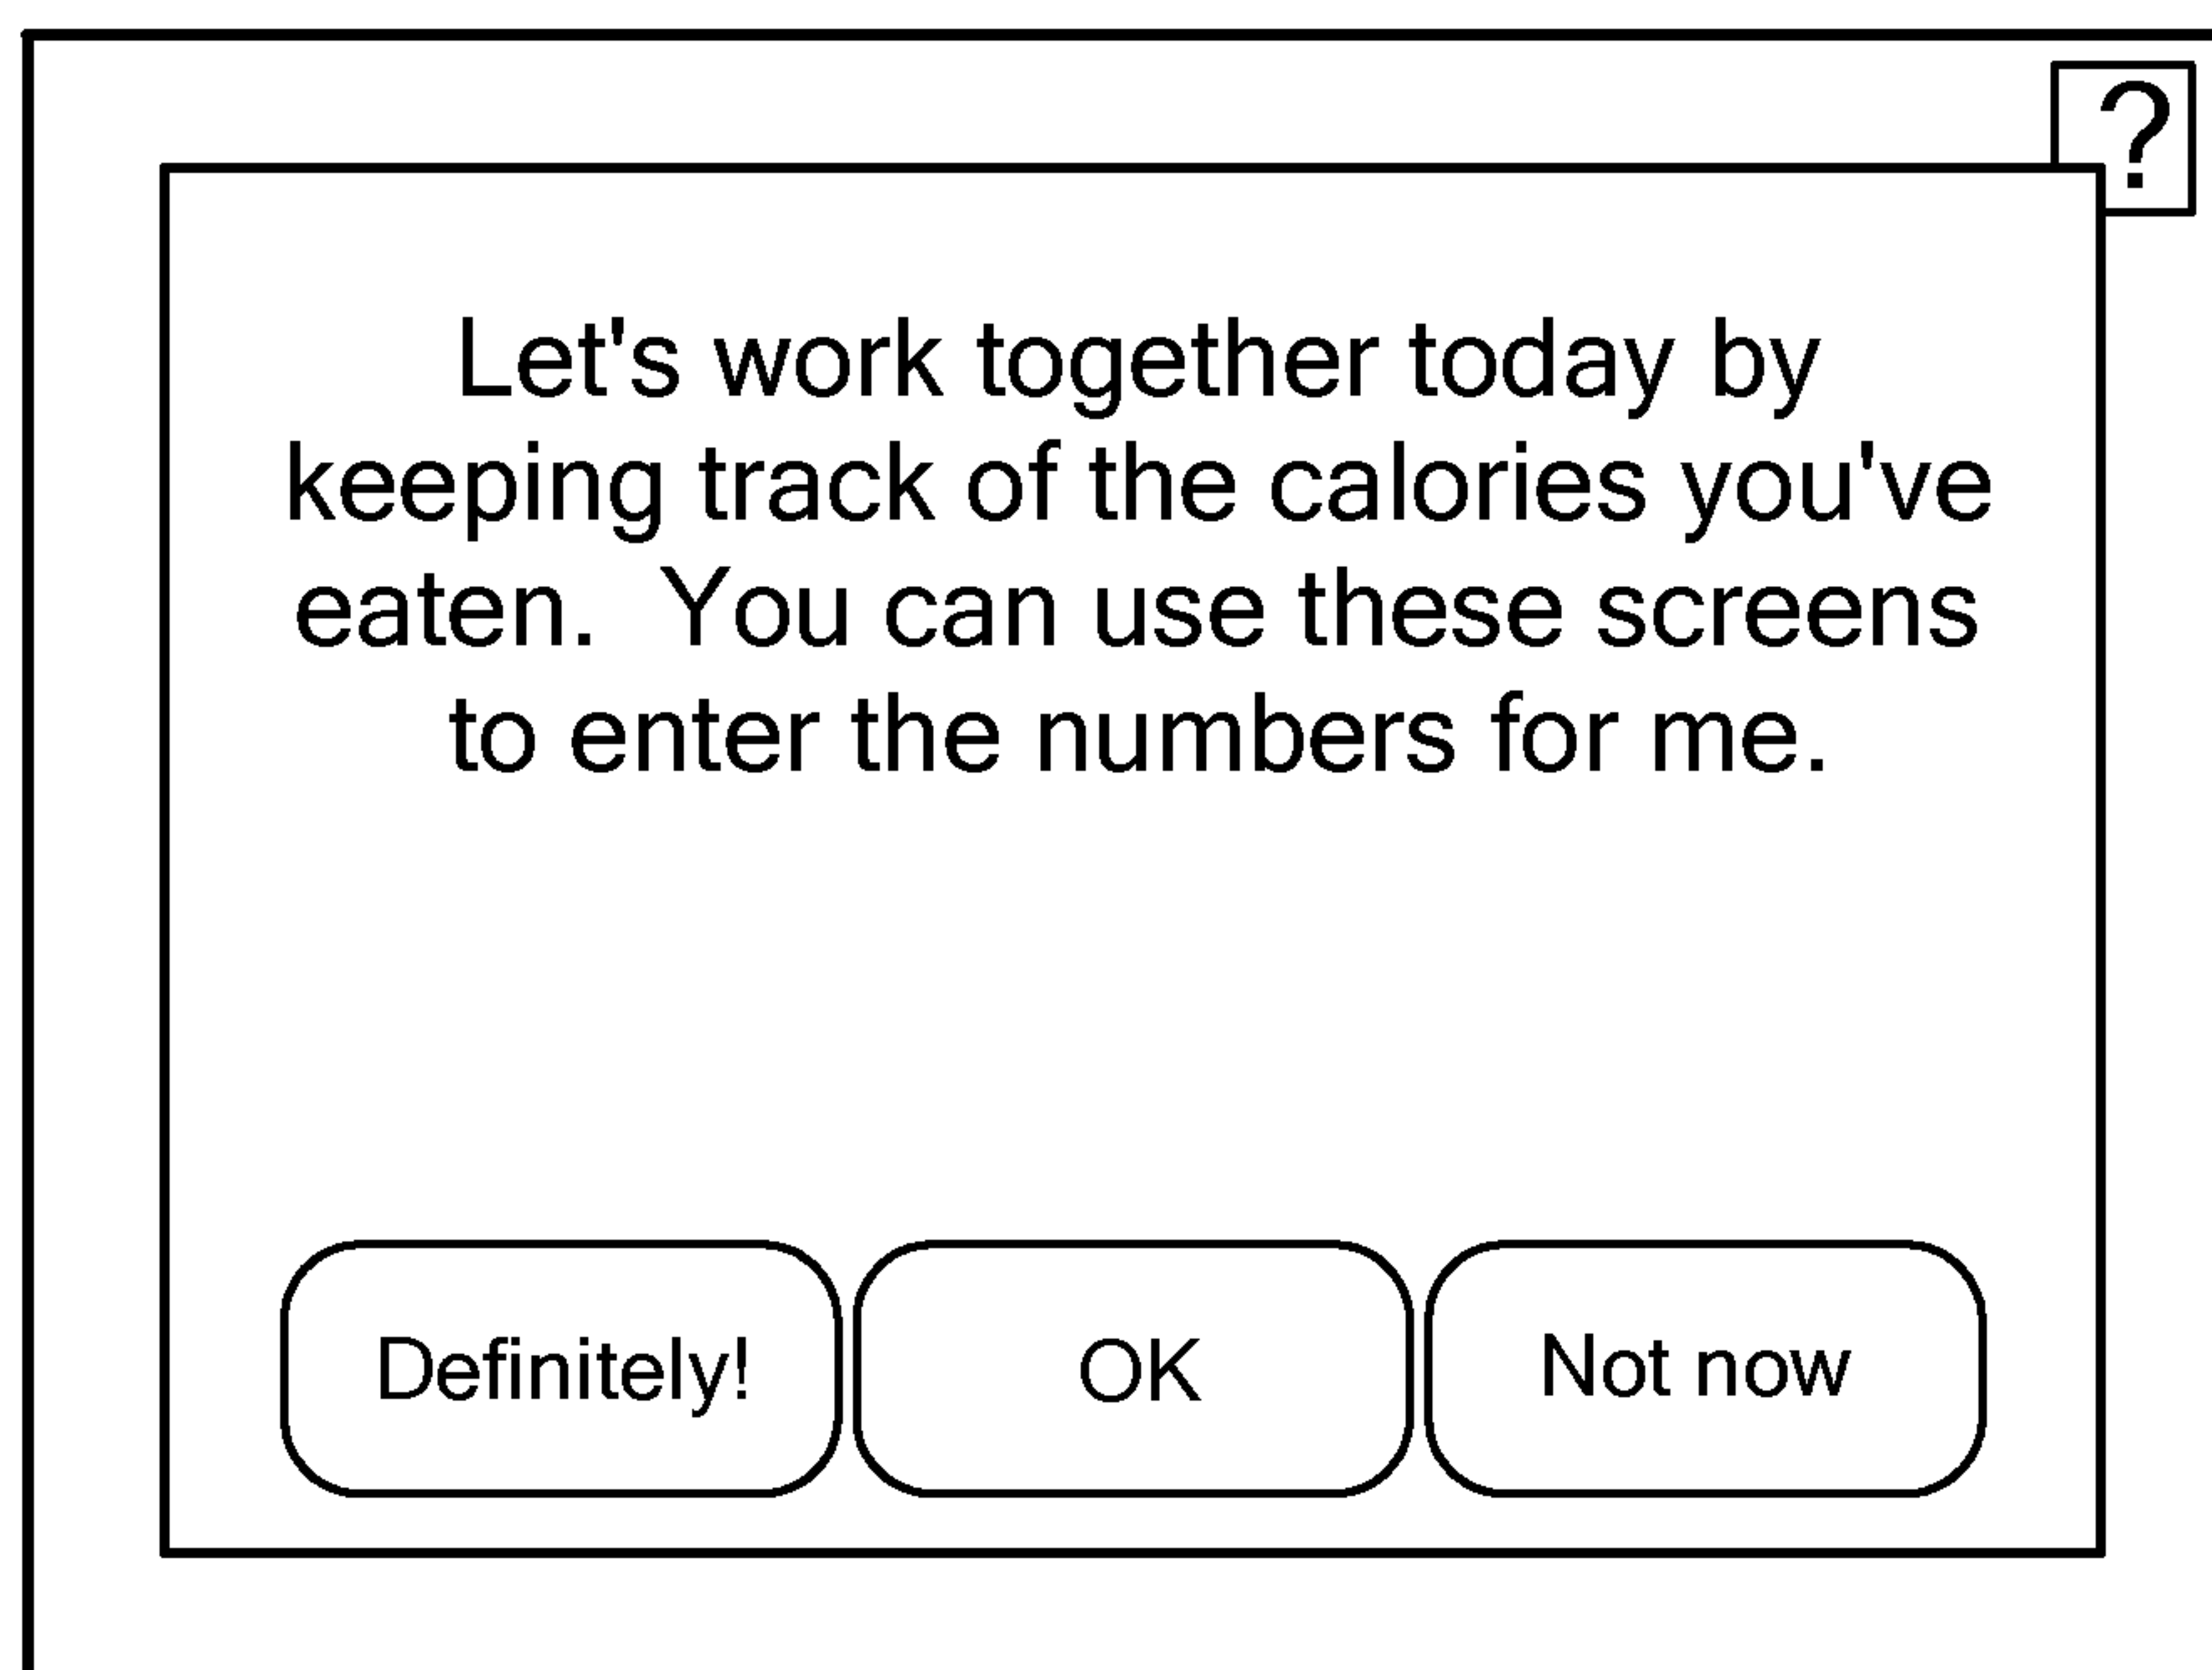 ?
Let's work together today by
keeping track of the calories you've
eaten.  You can use these screens
to enter the numbers for me.
Definitely!
OK
Not now